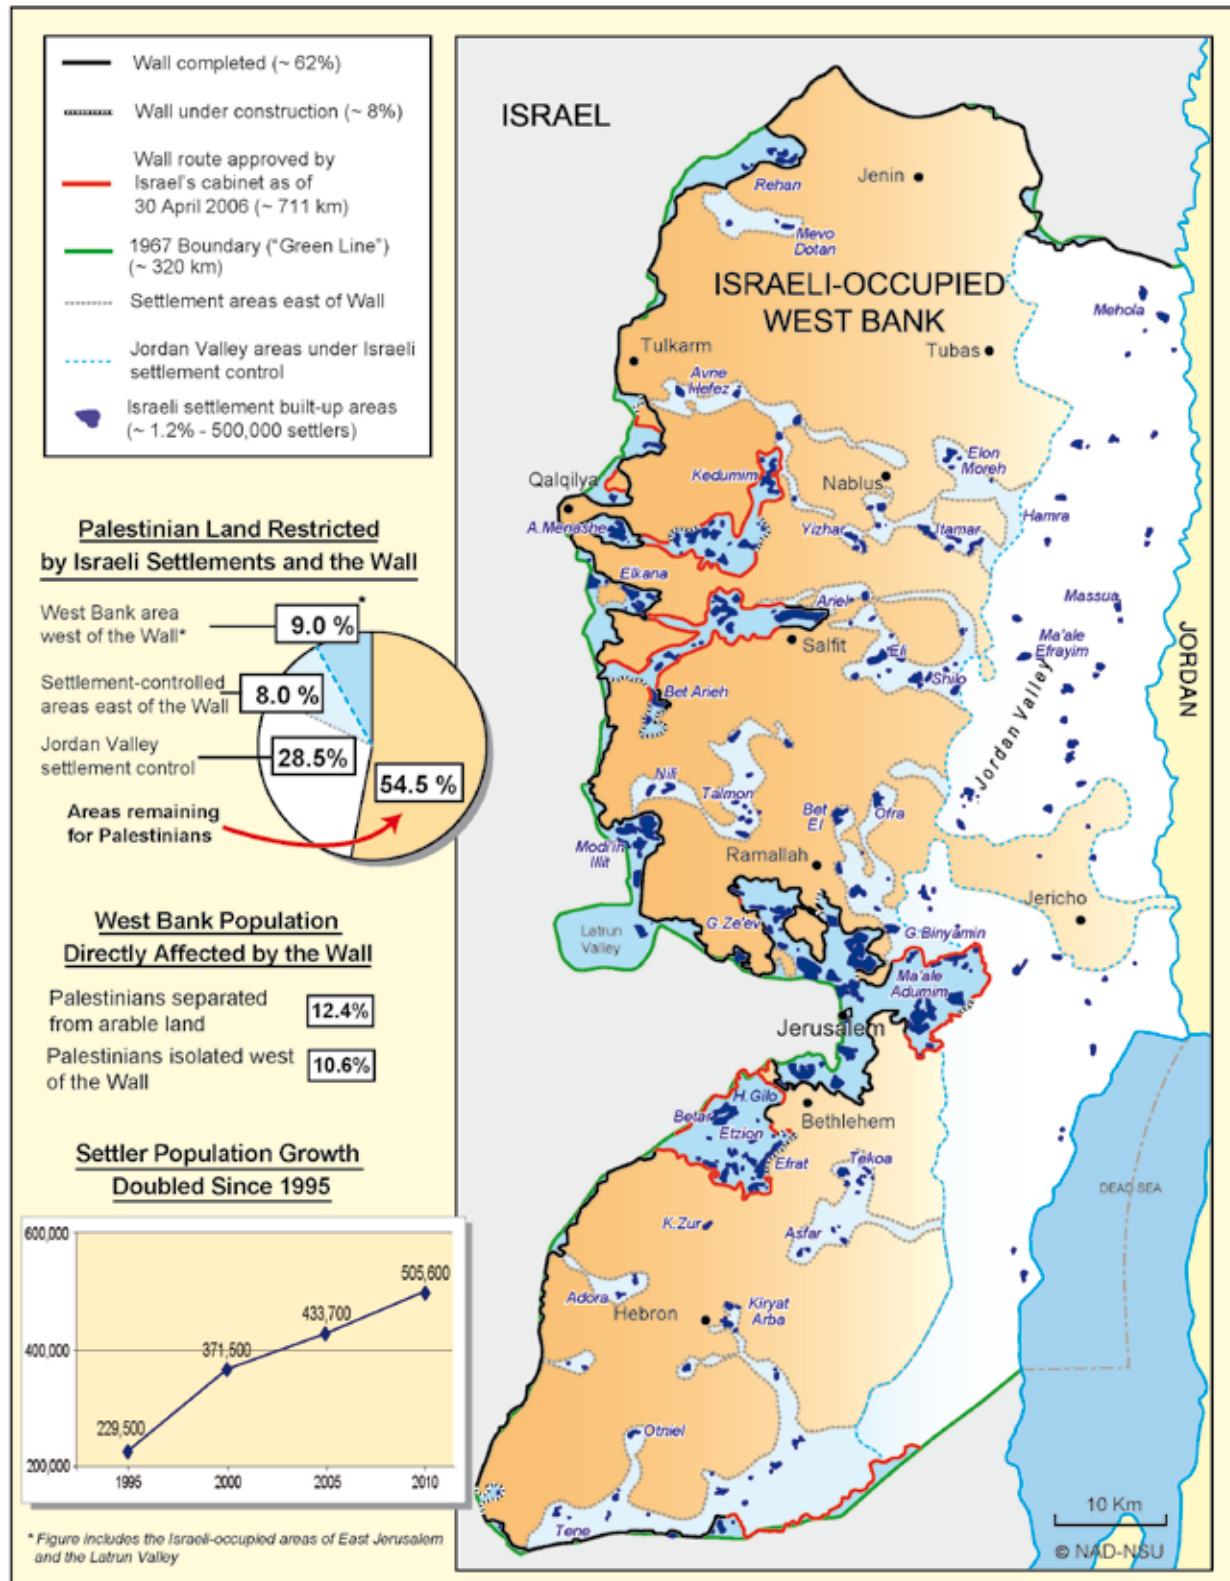 Wall completed (~ 62%)
Wall under construction (~ 8%)
Wall route approved by
Israel's cabinet as of
30 April 2006 (~ 711 km)
1967 Boundary ("Green Line")
(~ 320 km)
Settlement areas east of Wall
Jordan Valley areas under Israeli
settlement control
Israeli settlement built-up areas
(~ 1.2% - 500,000 settlers)
Palestinian Land Restricted
by Israeli Settlements and the Wall
West Bank area
west of the Wall*
9.0 %
*
Settlement-controlled
areas east of the Wall
8.0 %
Jordan Valley
settlement control
28.5%
54.5 %
Areas remaining
for Palestinians
West Bank Population
Directly Affected by the Wall
Palestinians separated
from arable land
12.4%
Palestinians isolated west
of the Wall
10.6%
Settler Population Growth
Doubled Since 1995
600,000
400,000
200,000
229,500
371,500
433,700
505,600
1995
2000
2005
2010
* Figure includes the Israeli-occupied areas of East Jerusalem
and the Latrun Valley
ISRAEL
Rehan
Jenin
Mevo
Dotan
ISRAELI-OCCUPIED
WEST BANK
Mehola
Tulkarm
Tubas
Avne
Hefez
Elon
Moreh
Kedumim
Nablus
Qalqilya
Hamra
A.Menashe
Yizhar
Itamar
Elkana
Ariel
Massua
Salfit
Ma'ale
Efrayim
Eli
Shilo
JORDAN
Bet Arieh
Jordan Valley
Nili
Talmon
Bet
El
Ofra
Modi'in
Illit
Ramallah
Jericho
Latrun
Valley
G.Ze'ev
G.Binyamin
Ma'ale
Adumim
Jerusalem
H.Gilo
Betar
Etzion
Bethlehem
Efrat
Tekoa
DEAD SEA
K.Zur
Asfar
Adora
Hebron
Kiryat
Arba
Otniel
Tene
10 Km
© NAD-NSU